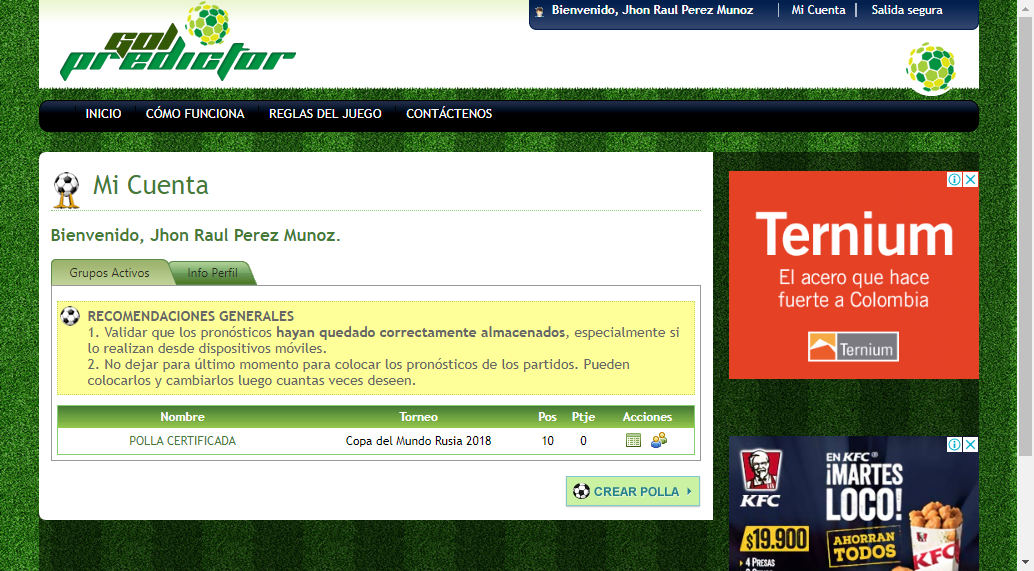 Bienvenido, Jhon Raul Perez Munoz | Mi Cuenta | Salida segura
Gol
predictor
INICIO CÓMO FUNCIONA REGLAS DEL JUEGO CONTÁCTENOS
Mi Cuenta
Bienvenido, Jhon Raul Perez Munoz.
Grupos Activos Info Perfil
RECOMENDACIONES GENERALES
1. Validar que los pronósticos hayan quedado correctamente almacenados, especialmente si
lo realizan desde dispositivos móviles.
2. No dejar para último momento para colocar los pronósticos de los partidos. Pueden
colocarlos y cambiarlos luego cuantas veces deseen.
Nombre Torneo Pos Ptje Acciones
POLLA CERTIFICADA Copa del Mundo Rusia 2018 10 0
CREAR POLLA
Ternium
El acero que hace
fuerte a Colombia
Ternium
EN KFC®
¡MARTES
LOCO!
KFC
$19.900
AHORRAN
TODOS
4 PRESAS
KFC